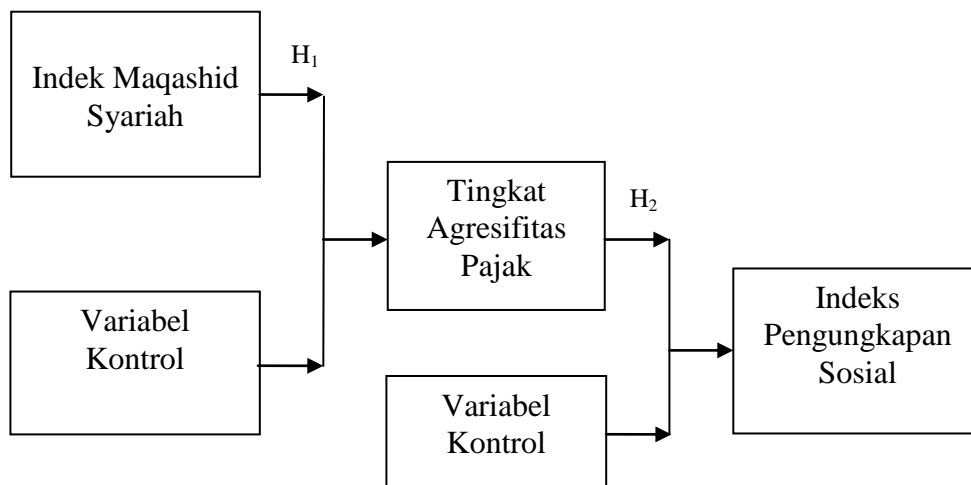 Indek Maqashid
Syariah
H₁
Tingkat
Agresifitas
Pajak
H₂
Variabel
Kontrol
Indeks
Pengungkapan
Sosial
Variabel
Kontrol